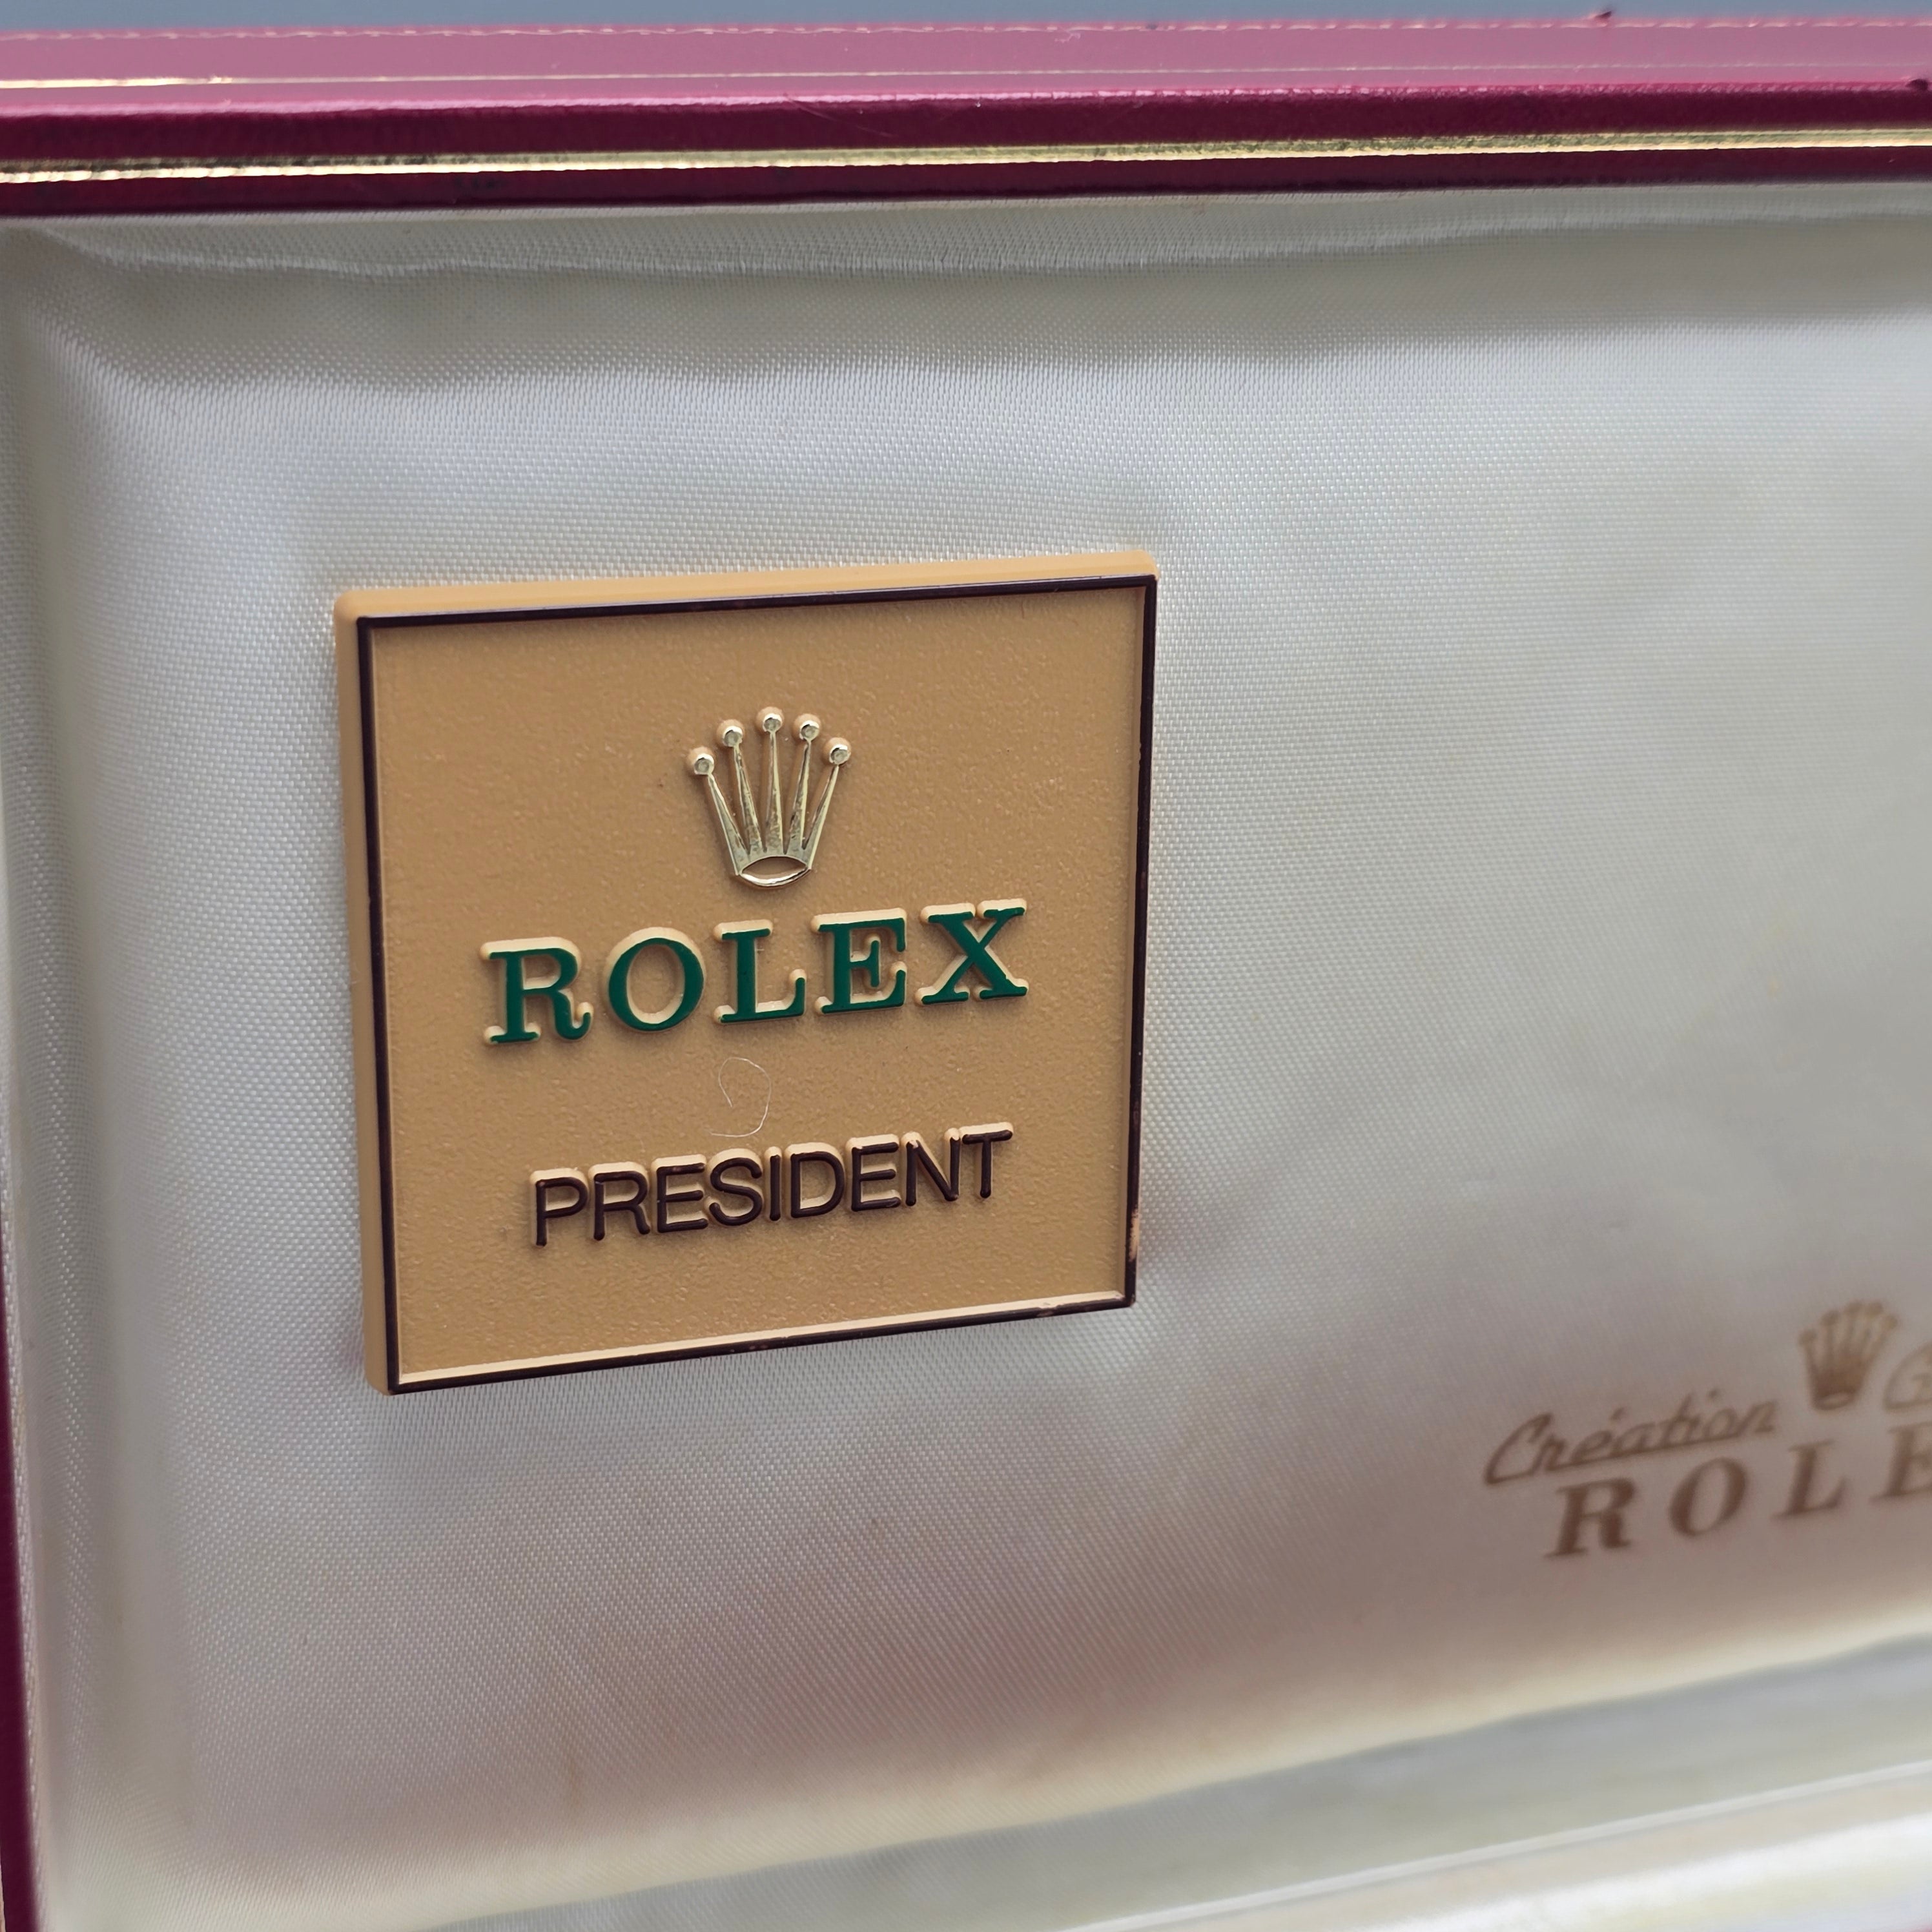 ROLEX
PRESIDENT
Création
ROLE